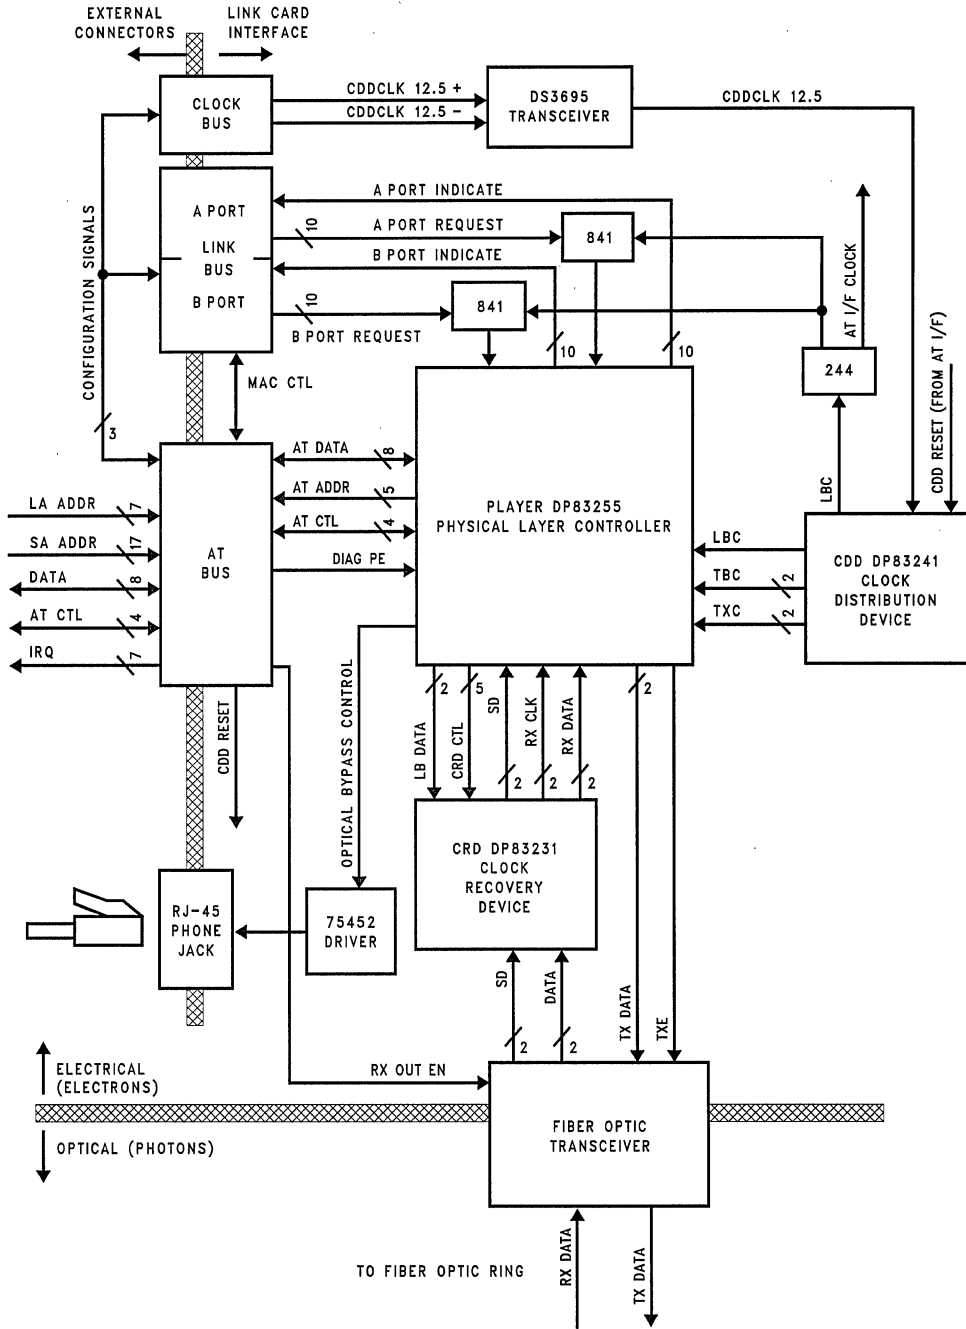 EXTERNAL
CONNECTORS
LINK CARD
INTERFACE
CLOCK
BUS
CDDCLK 12.5 +
CDDCLK 12.5 -
DS3695
TRANSCEIVER
CDDCLK 12.5
A PORT
LINK
BUS
B PORT
A PORT INDICATE
10
A PORT REQUEST
841
B PORT INDICATE
10
B PORT REQUEST
841
10
10
CONFIGURATION SIGNALS
3
MAC CTL
AT I/F CLOCK
244
CDD RESET (FROM AT I/F)
LBC
LA ADDR
7
SA ADDR
17
DATA
8
AT CTL
4
IRQ
7
AT
BUS
AT DATA
8
AT ADDR
5
AT CTL
4
DIAG PE
PLAYER DP83255
PHYSICAL LAYER CONTROLLER
LBC
TBC
2
TXC
2
CDD DP83241
CLOCK
DISTRIBUTION
DEVICE
CDD RESET
OPTICAL BYPASS CONTROL
LB DATA
2
CRD CTL
5
SD
2
RX CLK
2
RX DATA
2
2
CRD DP83231
CLOCK
RECOVERY
DEVICE
RJ-45
PHONE
JACK
75452
DRIVER
SD
2
DATA
2
TX DATA
TXE
RX OUT EN
ELECTRICAL
(ELECTRONS)
OPTICAL (PHOTONS)
FIBER OPTIC
TRANSCEIVER
TO FIBER OPTIC RING
RX DATA
TX DATA